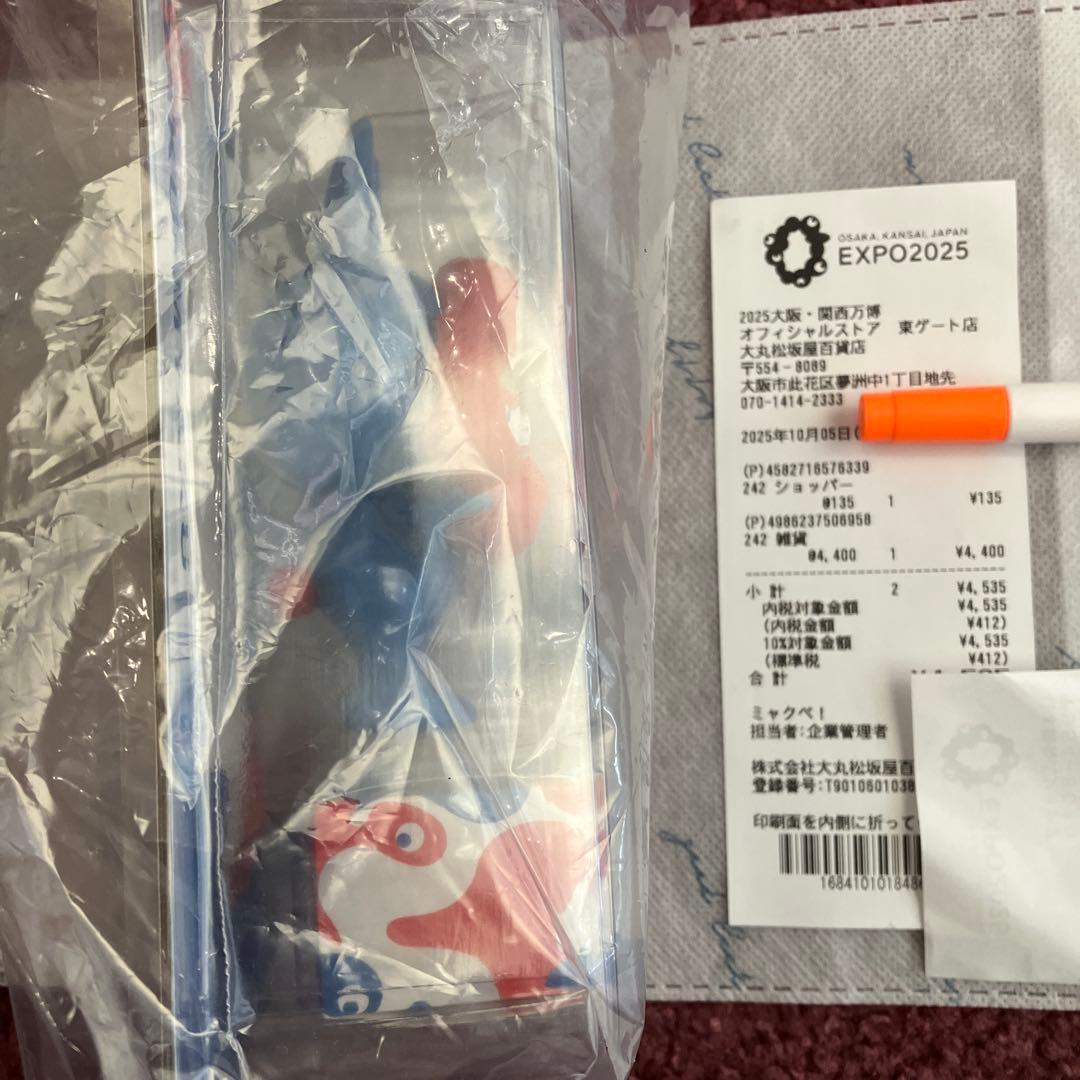 OSAKA, KANSAI, JAPAN
EXPO2025
2025大阪・関西万博
オフィシャルストア 東ゲート店
大丸松坂屋百貨店
〒554-8089
大阪市此花区夢洲中1丁目地先
070-1414-2333
2025年10月05日(
(P)4582716576339
242 ショッパー
@135 1 ¥135
(P)4986237506958
242 雑貨
@4,400 1 ¥4,400
小 計 2 ¥4,535
内税対象金額 ¥4,535
(内税金額 ¥412)
10%対象金額 ¥4,535
(標準税 ¥412)
合 計
ミャクペ!
担当者:企業管理者
株式会社大丸松坂屋百
登録番号:T9010601038
印刷面を内側に折って
168410101848